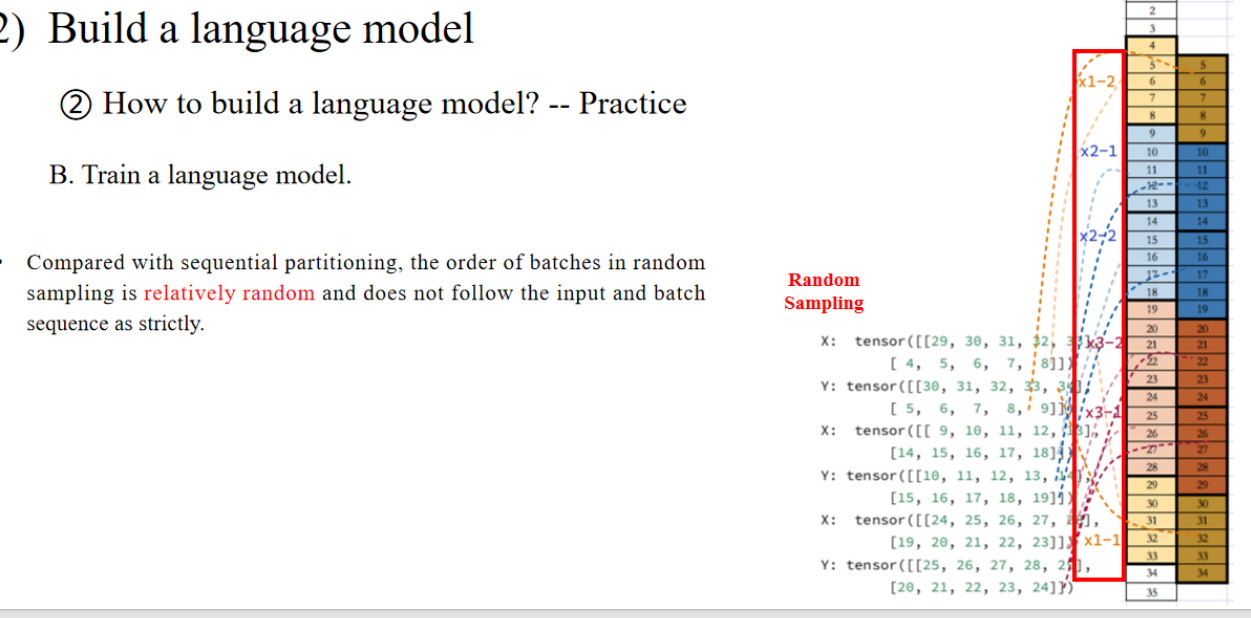 2) Build a language model
② How to build a language model? -- Practice
B. Train a language model.
Compared with sequential partitioning, the order of batches in random
sampling is relatively random and does not follow the input and batch
sequence as strictly.
Random
Sampling
X: tensor([[29, 30, 31, 32, 33],
[ 4, 5, 6, 7, 8]])
Y: tensor([[30, 31, 32, 33, 34],
[ 5, 6, 7, 8, 9]])
X: tensor([[ 9, 10, 11, 12, 13],
[14, 15, 16, 17, 18]])
Y: tensor([[10, 11, 12, 13, 14],
[15, 16, 17, 18, 19]])
X: tensor([[24, 25, 26, 27, 28],
[19, 20, 21, 22, 23]])
Y: tensor([[25, 26, 27, 28, 29],
[20, 21, 22, 23, 24]])
x1-2
x2-1
x2-2
x3-2
x3-1
x1-1
2
3
4
5 5
6 6
7 7
8 8
9 9
10 10
11 11
12 12
13 13
14 14
15 15
16 16
17 17
18 18
19 19
20 20
21 21
22 22
23 23
24 24
25 25
26 26
27 27
28 28
29 29
30 30
31 31
32 32
33 33
34 34
35